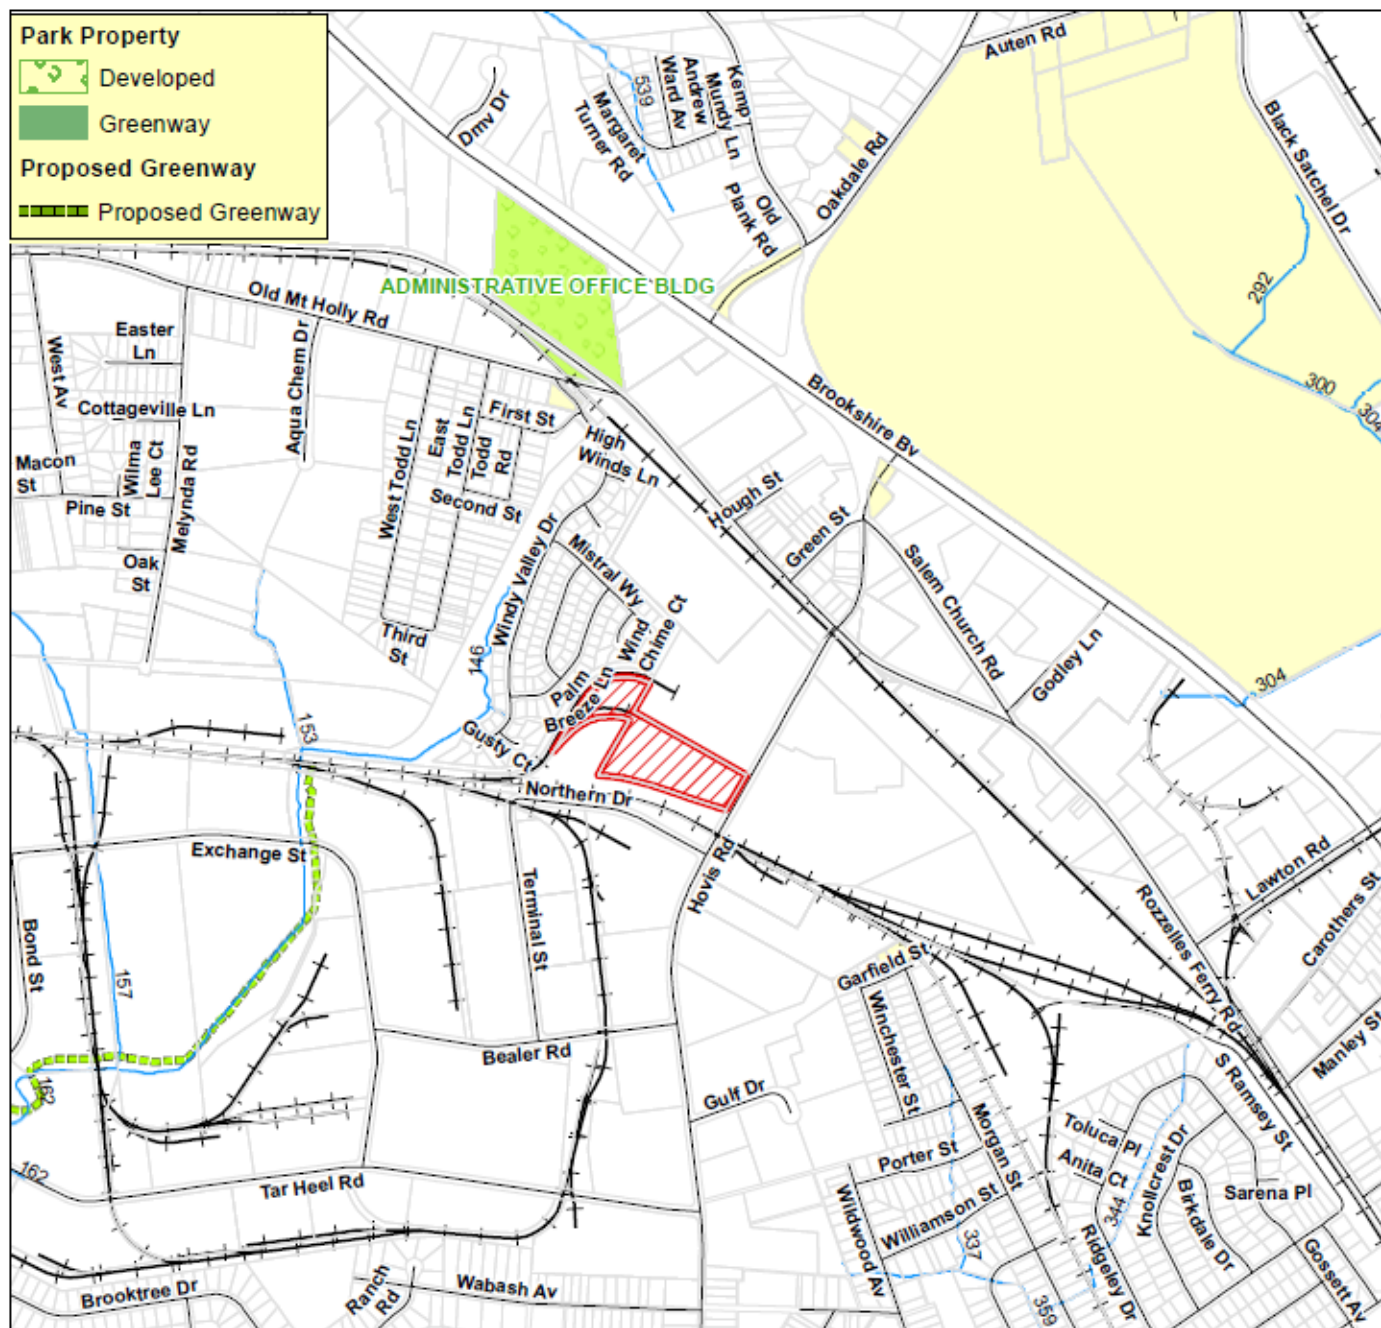 Park Property
Developed
Greenway
Proposed Greenway
Proposed Greenway
Auten Rd
Dmv Dr
539
Margaret
Turner Rd
Ward Av
Andrew
Mundy Ln
Kemp
Old
Plank Rd
Oakdale Rd
Black Satchel Dr
292
300
304
304
ADMINISTRATIVE OFFICE BLDG
Old Mt Holly Rd
Easter
Ln
West Av
Aqua Chem Dr
Cottageville Ln
Wilma
Lee Ct
Macon
St
Pine St
Melynda Rd
Oak
St
West Todd Ln
East
Todd Ln
Todd
Rd
First St
Second St
Third
St
High
Winds Ln
Brookshire Bv
Hough St
Green St
Salem Church Rd
Godley Ln
Windy Valley Dr
Mistral Wy
Wind
Chime Ct
Palm
Breeze Ln
Gusty Ct
146
153
Northern Dr
Exchange St
Terminal St
Hovis Rd
Bond St
157
162
162
Bealer Rd
Tar Heel Rd
Brooktree Dr
Ranch
Rd
Wabash Av
Gulf Dr
Garfield St
Winchester St
Morgan St
Porter St
Williamson St
Wildwood Av
337
359
344
Ridgeley Dr
Toluca Pl
Anita Ct
Knollcrest Dr
Birkdale Dr
Sarena Pl
Gossett Av
S Ramsey St
Rozzelles Ferry Rd
Lawton Rd
Carothers St
Manley St